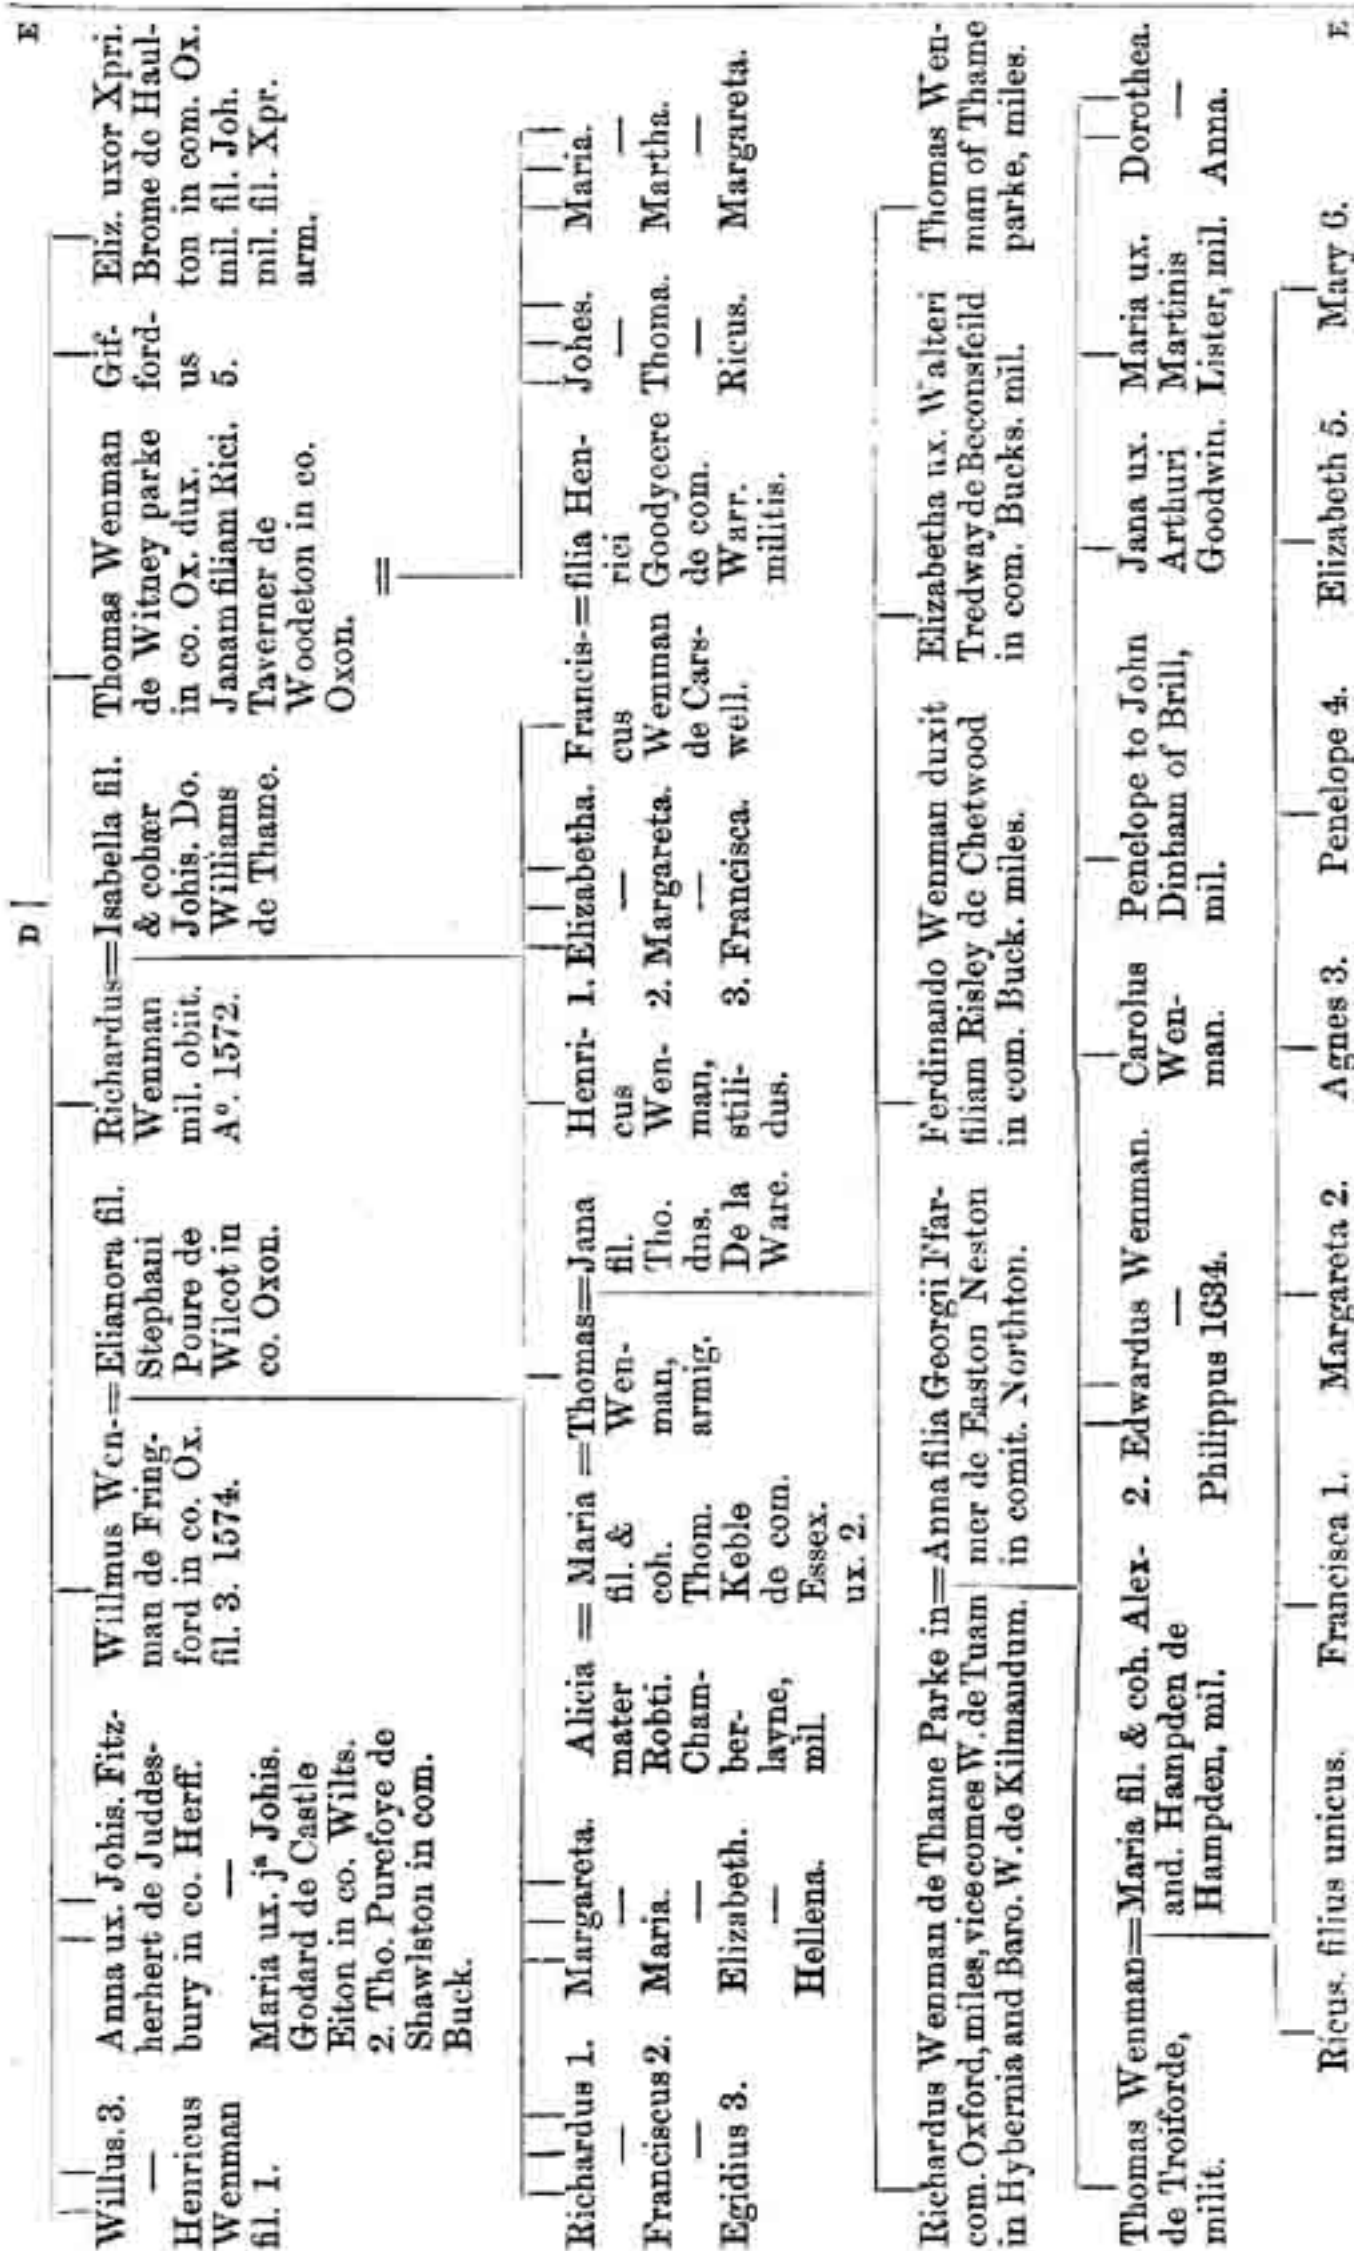 D
E
Willus. 3.
—
Henricus
Wenman
fil. 1.
Anna ux. Johis. Fitz-
herhert de Juddes-
bury in co. Herff.
—
Maria ux. jª Johis.
Godard de Castle
Eiton in co. Wilts.
2. Tho. Purefoye de
Shawlston in com.
Buck.
Willmus Wen-=Elianora fil.
man de Fring-
ford in co. Ox.
fil. 3. 1574.
Stephani
Poure de
Wilcot in
co. Oxon.
Richardus=Isabella fil.
Wenman
mil. obiit.
Aº. 1572.
& cohær
Johis. Do.
Williams
de Thame.
Thomas Wenman
de Witney parke
in co. Ox. dux.
Janam filiam Rici.
Taverner de
Woodeton in co.
Oxon.
=
Gif-
ford-
us
5.
Eliz. uxor Xpri.
Brome de Haul-
ton in com. Ox.
mil. fil. Joh.
mil. fil. Xpr.
arm.
Richardus 1.
—
Franciscus 2.
—
Egidius 3.
Margareta.
—
Maria.
—
Elizabeth.
—
Hellena.
Alicia = Maria =Thomas=Jana
mater
Robti.
Cham-
ber-
layne,
mil.
fil. &
coh.
Thom.
Keble
de com.
Essex.
ux. 2.
Wen-
man,
armig.
fil.
Tho.
dns.
De la
Ware.
Henri-
cus
Wen-
man,
stili-
dus.
1. Elizabetha.
—
2. Margareta.
—
3. Francisca.
Francis-=filia Hen-
cus
Wenman
de Cars-
well.
rici
Goodyere
de com.
Warr.
militis.
Johes.
—
Thoma.
—
Ricus.
Maria.
—
Martha.
—
Margareta.
Richardus Wenman de Thame Parke in=Anna filia Georgii Ffar-
com. Oxford, miles, vicecomes W. de Tuam
in Hybernia and Baro. W. de Kilmandum.
mer de Easton Neston
in comit. Northton.
Ferdinando Wenman duxit
filiam Risley de Chetwood
in com. Buck. miles.
Elizabetha ux. Walteri
Tredway de Beconsfeild
in com. Bucks. mil.
Thomas Wen-
man of Thame
parke, miles.
Thomas Wenman=Maria fil. & coh. Alex-
de Troiforde,
milit.
and. Hampden de
Hampden, mil.
2. Edwardus Wenman.
—
Philippus 1634.
Carolus
Wen-
man.
Penelope to John
Dinham of Brill,
mil.
Jana ux.
Arthuri
Goodwin.
Maria ux.
Martinis
Lister, mil.
Dorothea.
—
Anna.
Ricus. filius unicus.
Francisca 1.
Margareta 2.
Agnes 3.
Penelope 4.
Elizabeth 5.
Mary 6.
E